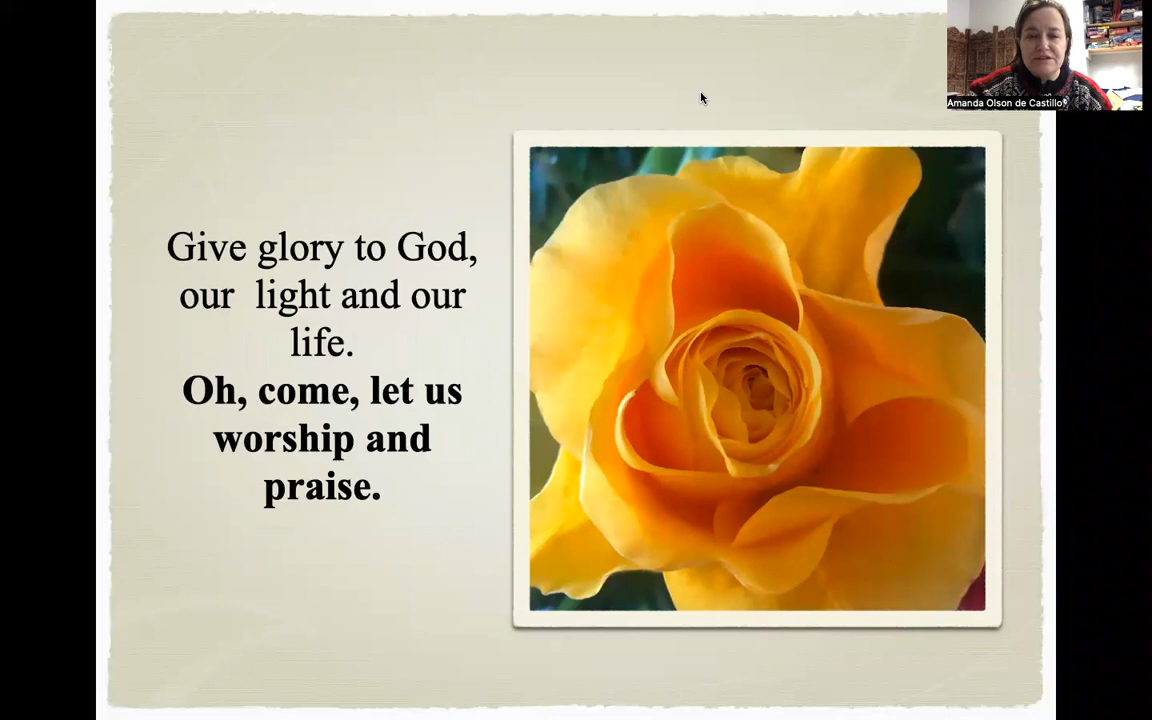 Amanda Olson de Castillo
Give glory to God,
our  light and our
life.
Oh, come, let us
worship and
praise.